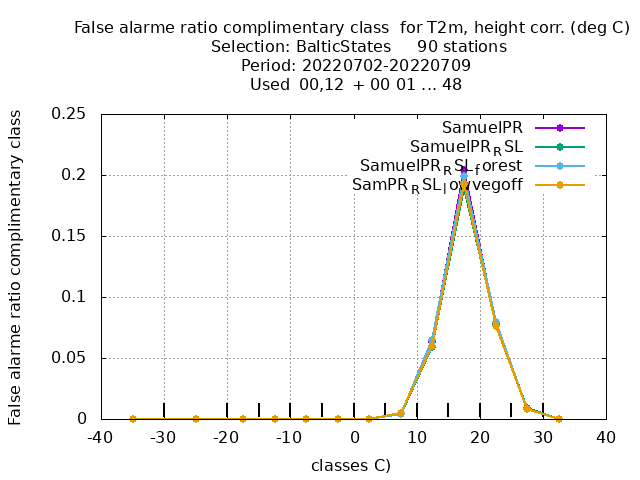 False alarme ratio complimentary class  for T2m, height corr. (deg C)
Selection: BalticStates     90 stations
Period: 20220702-20220709
Used  00,12  + 00 01 ... 48
False alarme ratio complimentary class
0.25
0.2
0.15
0.1
0.05
0
SamuelPR
SamuelPR_RSL
SamuelPR_RSL_forest
SamPR_RSL_lowvegoff
-40 -30 -20 -10 0 10 20 30 40
classes C)